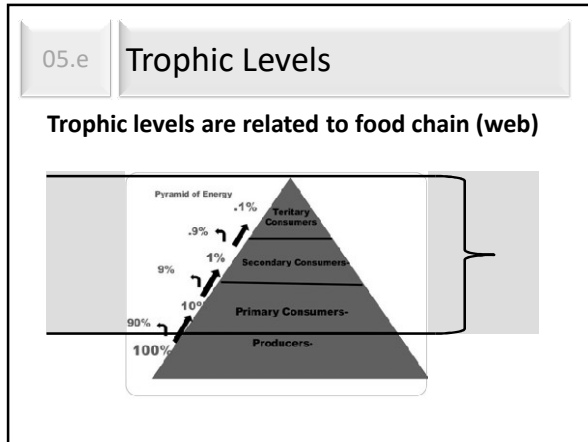 05.e
Trophic Levels
Trophic levels are related to food chain (web)
Pyramid of Energy
.1%
Teritary
Consumers
.9%
1%
Secondary Consumers-
9%
10%
Primary Consumers-
90%
100%
Producers-